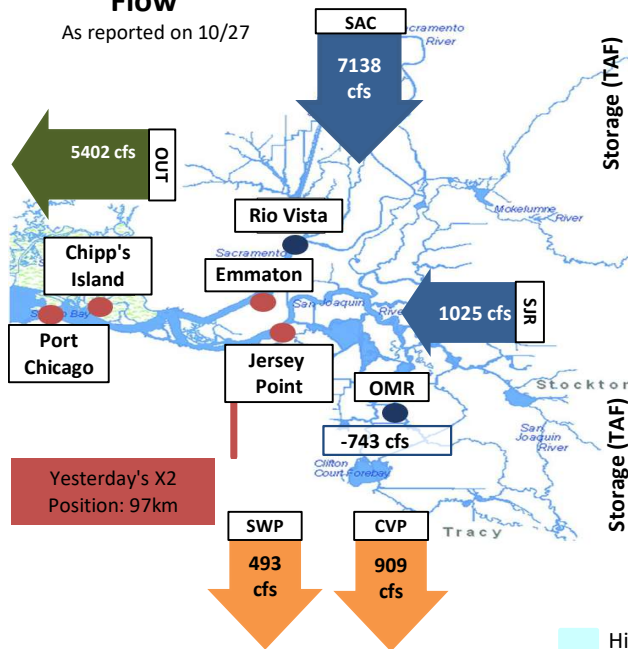 Flow
As reported on 10/27
SAC
Sacramento
River
7138
cfs
Storage (TAF)
5402 cfs
OUT
Rio Vista
Mokelumne
River
Chipp's
Island
Sacramento
Emmaton
San Joaquin
River
1025 cfs
SJR
Bay
Port
Chicago
Jersey
Point
OMR
Stockton
-743 cfs
San
Joaquin
River
Clifton
Court Forebay
Storage (TAF)
Yesterday's X2
Position: 97km
SWP
CVP
Tracy
493
cfs
909
cfs
Hi